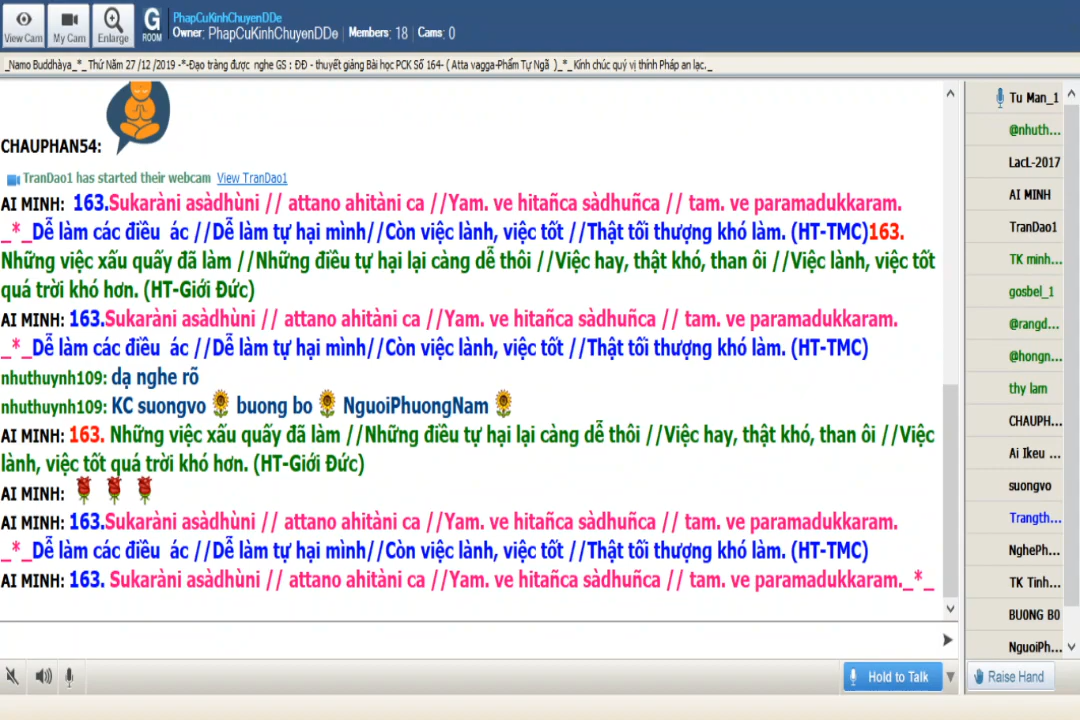 PhapCuKinhChuyenDDe
View Cam My Cam Enlarge G ROOM Owner: PhapCuKinhChuyenDDe Members: 18 Cams: 0
_Namo Buddhàya_*_ Thứ Năm 27 /12 /2019 -*-Đạo tràng được nghe GS : ĐĐ - thuyết giảng Bài học PCK Số 164- ( Atta vagga-Phẩm Tự Ngã )_*_Kính chúc quý vị thính Pháp an lạc._
CHAUPHAN54:
TranDao1 has started their webcam View TranDao1
AI MINH: 163.Sukaràni asàdhùni // attano ahitàni ca //Yam. ve hitañca sàdhuñca // tam. ve paramadukkaram.
_*_Dễ làm các điều ác //Dễ làm tự hại mình//Còn việc lành, việc tốt //Thật tối thượng khó làm. (HT-TMC)163.
Những việc xấu quấy đã làm //Những điều tự hại lại càng dễ thôi //Việc hay, thật khó, than ôi //Việc lành, việc tốt
quá trời khó hơn. (HT-Giới Đức)
AI MINH: 163.Sukaràni asàdhùni // attano ahitàni ca //Yam. ve hitañca sàdhuñca // tam. ve paramadukkaram.
_*_Dễ làm các điều ác //Dễ làm tự hại mình//Còn việc lành, việc tốt //Thật tối thượng khó làm. (HT-TMC)
nhuthuynh109: dạ nghe rõ
nhuthuynh109: KC suongvo buong bo NguoiPhuongNam
AI MINH: 163. Những việc xấu quấy đã làm //Những điều tự hại lại càng dễ thôi //Việc hay, thật khó, than ôi //Việc
lành, việc tốt quá trời khó hơn. (HT-Giới Đức)
AI MINH:
AI MINH: 163.Sukaràni asàdhùni // attano ahitàni ca //Yam. ve hitañca sàdhuñca // tam. ve paramadukkaram.
_*_Dễ làm các điều ác //Dễ làm tự hại mình//Còn việc lành, việc tốt //Thật tối thượng khó làm. (HT-TMC)
AI MINH: 163. Sukaràni asàdhùni // attano ahitàni ca //Yam. ve hitañca sàdhuñca // tam. ve paramadukkaram._*_
Tu Man_1
@nhuth...
LacL-2017
AI MINH
TranDao1
TK minh...
gosbel_1
@rangd...
@hongn...
thy lam
CHAUPH...
Ai Ikeu ...
suongvo
Trangth...
NghePh...
TK Tinh...
BUONG BO
NguoiPh...
Hold to Talk
Raise Hand